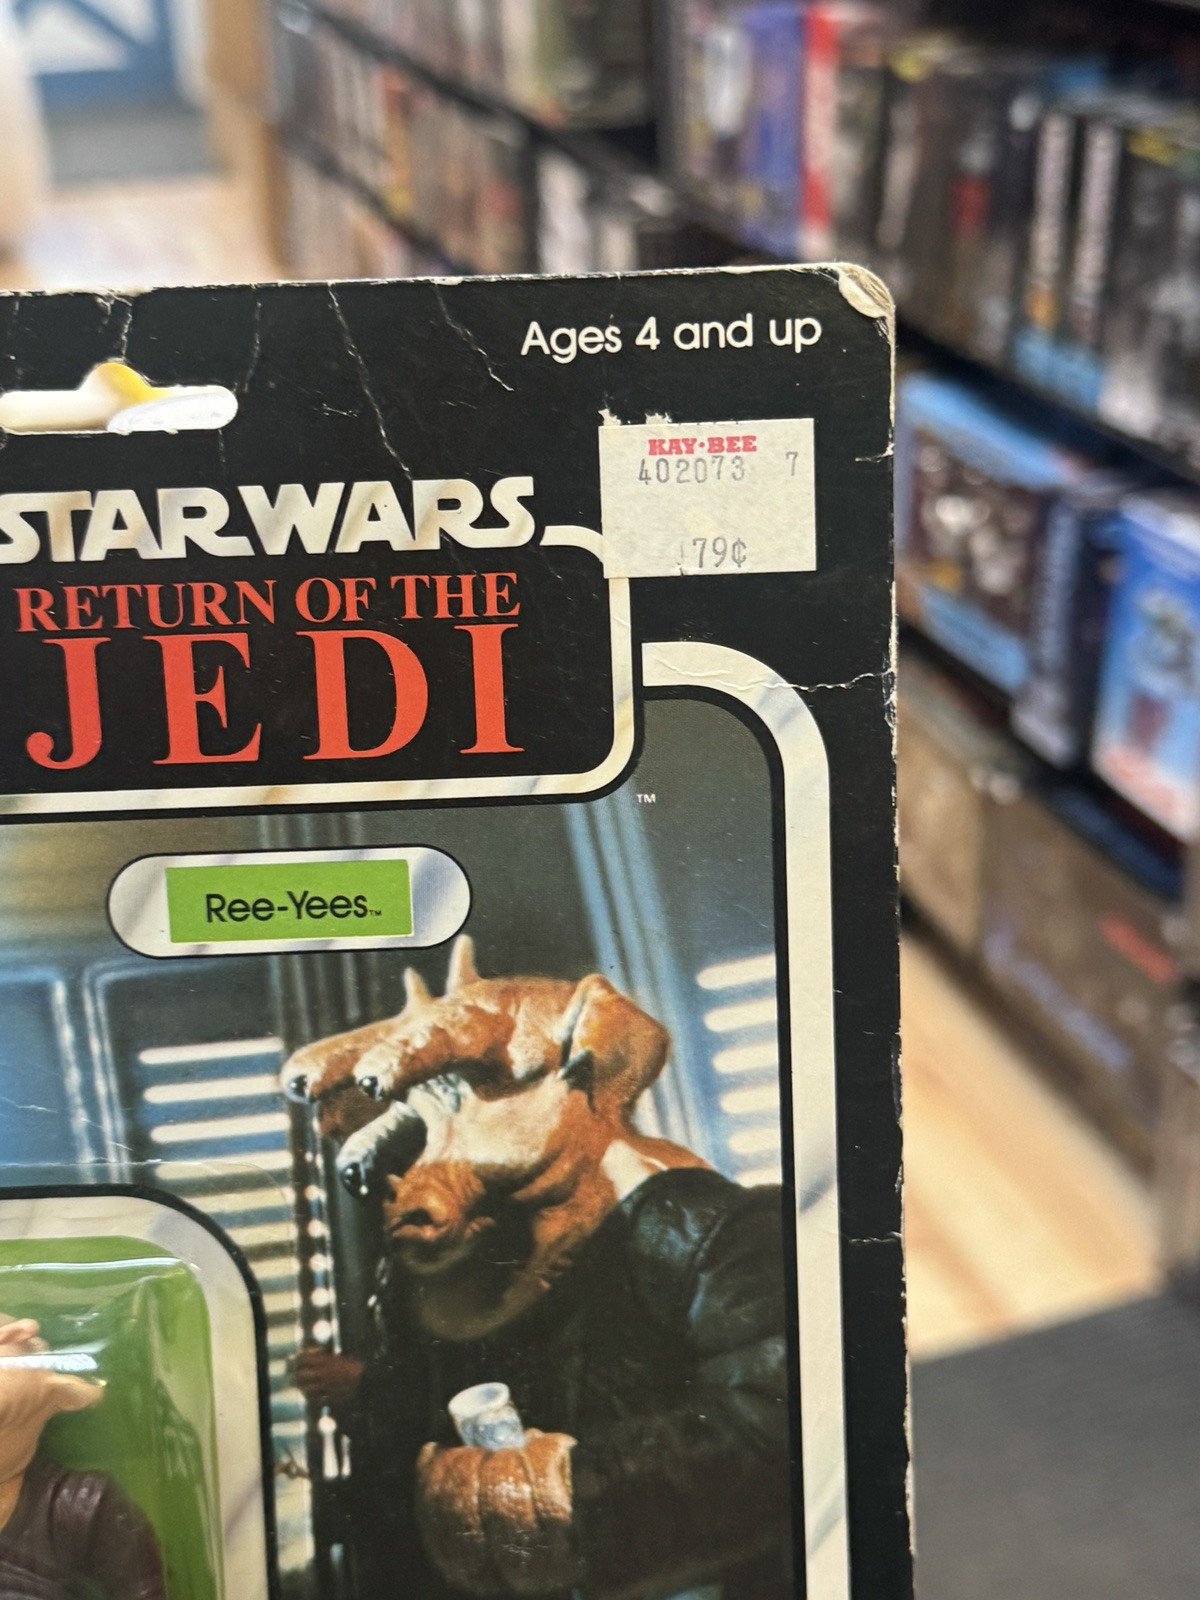 Ages 4 and up
KAY·BEE
402073 7
79¢
STAR WARS
RETURN OF THE
JEDI
TM
Ree-Yees™